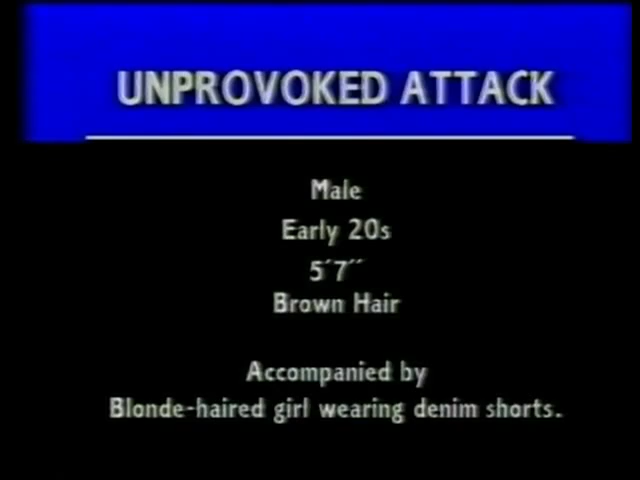 UNPROVOKED ATTACK
Male
Early 20s
5´7´´
Brown Hair
Accompanied by
Blonde-haired girl wearing denim shorts.